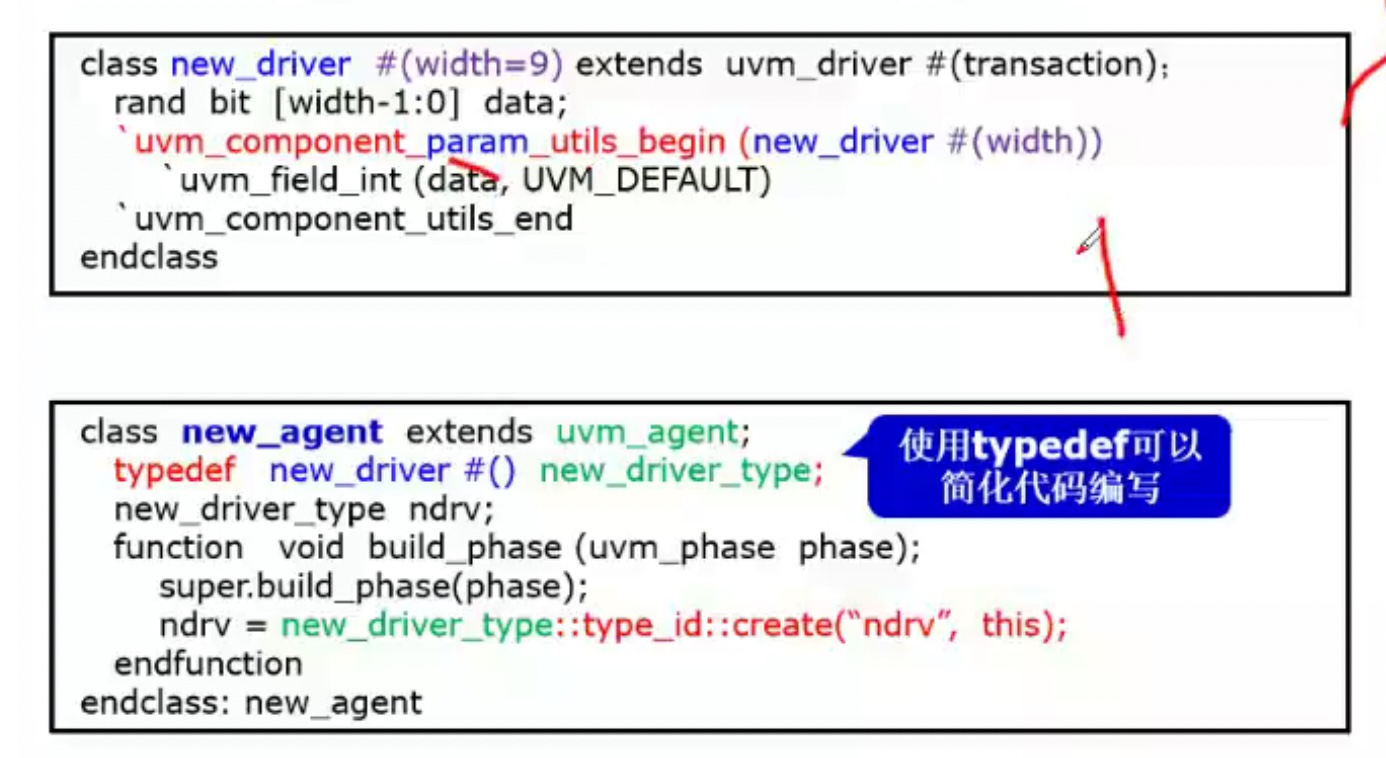 class new_driver #(width=9) extends uvm_driver #(transaction);
rand bit [width-1:0] data;
`uvm_component_param_utils_begin (new_driver #(width))
`uvm_field_int (data, UVM_DEFAULT)
`uvm_component_utils_end
endclass
class new_agent extends uvm_agent;
typedef new_driver #() new_driver_type;
new_driver_type ndrv;
function void build_phase (uvm_phase phase);
super.build_phase(phase);
ndrv = new_driver_type::type_id::create(“ndrv”, this);
endfunction
endclass: new_agent
使用typedef可以
简化代码编写